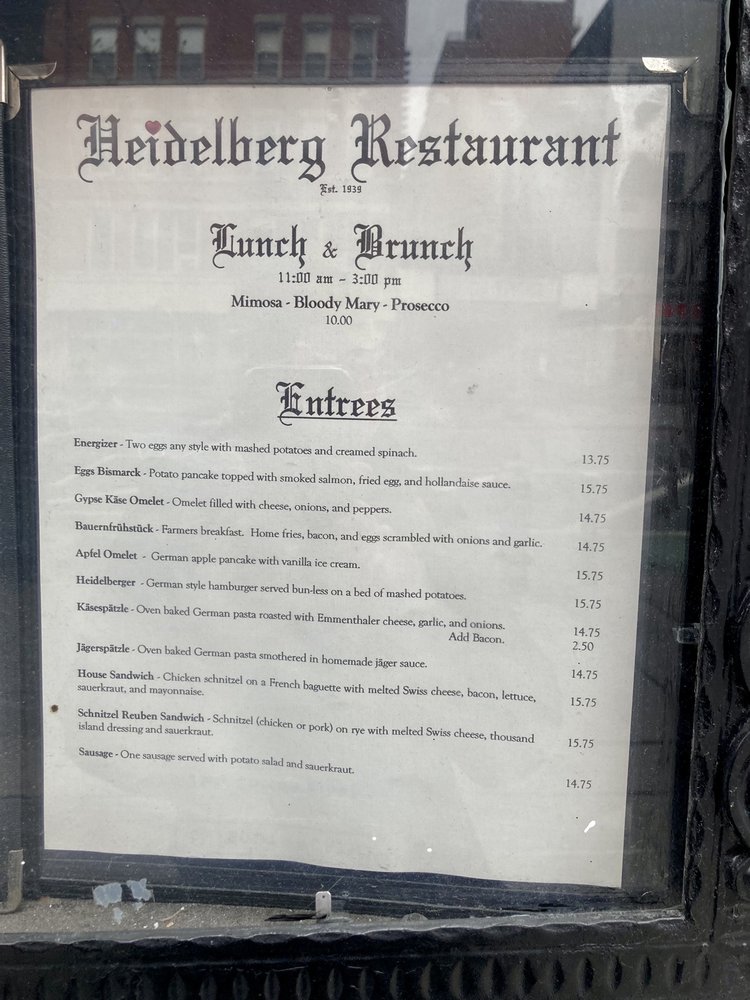 Heidelberg Restaurant
Est. 1939
Lunch & Brunch
11:00 am - 3:00 pm
Mimosa - Bloody Mary - Prosecco
10.00
Entrees
Energizer - Two eggs any style with mashed potatoes and creamed spinach. 13.75
Eggs Bismarck - Potato pancake topped with smoked salmon, fried egg, and hollandaise sauce. 15.75
Gypse Käse Omelet - Omelet filled with cheese, onions, and peppers. 14.75
Bauernfrühstück - Farmers breakfast. Home fries, bacon, and eggs scrambled with onions and garlic. 14.75
Apfel Omelet - German apple pancake with vanilla ice cream. 15.75
Heidelberger - German style hamburger served bun-less on a bed of mashed potatoes. 15.75
Käsespätzle - Oven baked German pasta roasted with Emmenthaler cheese, garlic, and onions. 14.75
Add Bacon. 2.50
Jägerspätzle - Oven baked German pasta smothered in homemade jäger sauce. 14.75
House Sandwich - Chicken schnitzel on a French baguette with melted Swiss cheese, bacon, lettuce, 15.75
sauerkraut, and mayonnaise.
Schnitzel Reuben Sandwich - Schnitzel (chicken or pork) on rye with melted Swiss cheese, thousand 15.75
island dressing and sauerkraut.
Sausage - One sausage served with potato salad and sauerkraut. 14.75